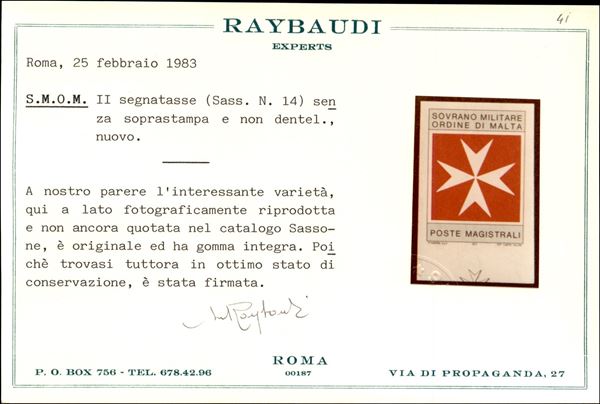 41
RAYBAUDI
EXPERTS
Roma, 25 febbraio 1983
S.M.O.M. II segnatasse (Sass. N. 14) sen
za soprastampa e non dentel.,
nuovo.
A nostro parere l'interessante varietà,
qui a lato fotograficamente riprodotta
e non ancora quotata nel catalogo Sasso-
ne, è originale ed ha gomma integra. Poi
chè trovasi tuttora in ottimo stato di
conservazione, è stata firmata.
SOVRANO MILITARE
ORDINE DI MALTA
POSTE MAGISTRALI
ROMA
00187
P. O. BOX 756 - TEL. 678.42.96
VIA DI PROPAGANDA, 27